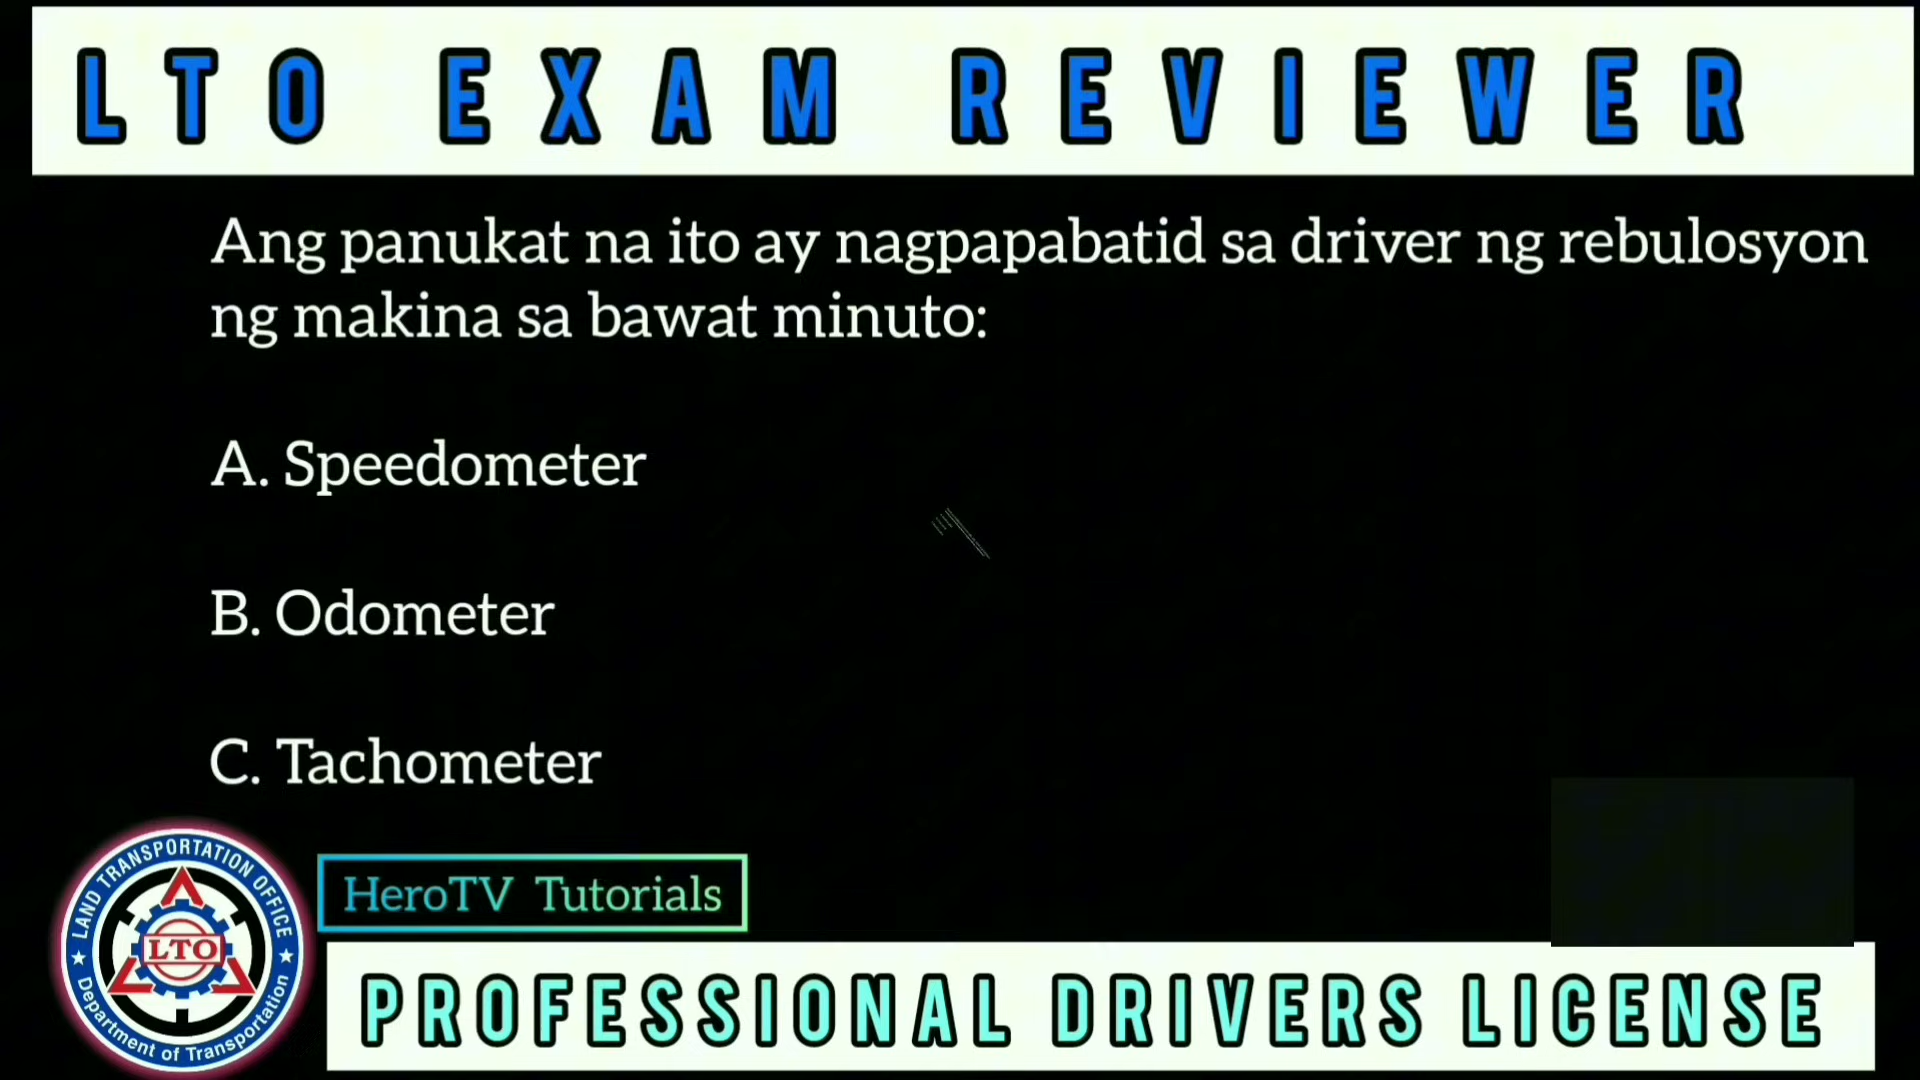 LTO EXAM REVIEWER
Ang panukat na ito ay nagpapabatid sa driver ng rebulosyon
ng makina sa bawat minuto:
A. Speedometer
B. Odometer
C. Tachometer
LAND TRANSPORTATION OFFICE
LTO
Department of Transportation
HeroTV Tutorials
PROFESSIONAL DRIVERS LICENSE